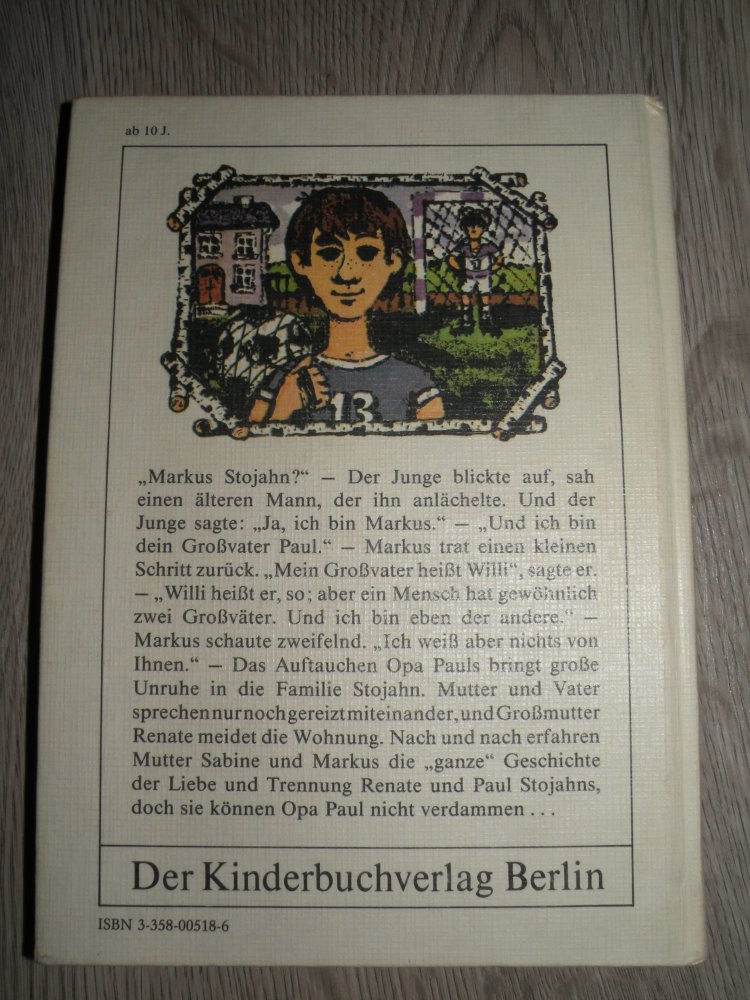 ab 10 J.
13
„Markus Stojahn?“ – Der Junge blickte auf, sah
einen älteren Mann, der ihn anlächelte. Und der
Junge sagte: „Ja, ich bin Markus.“ – „Und ich bin
dein Großvater Paul.“ – Markus trat einen kleinen
Schritt zurück. „Mein Großvater heißt Willi“, sagte er.
– „Willi heißt er, so; aber ein Mensch hat gewöhnlich
zwei Großväter. Und ich bin eben der andere.“ –
Markus schaute zweifelnd. „Ich weiß aber nichts von
Ihnen.“ – Das Auftauchen Opa Pauls bringt große
Unruhe in die Familie Stojahn. Mutter und Vater
sprechen nur noch gereizt miteinander, und Großmutter
Renate meidet die Wohnung. Nach und nach erfahren
Mutter Sabine und Markus die „ganze“ Geschichte
der Liebe und Trennung Renate und Paul Stojahns,
doch sie können Opa Paul nicht verdammen ...
Der Kinderbuchverlag Berlin
ISBN 3-358-00518-6